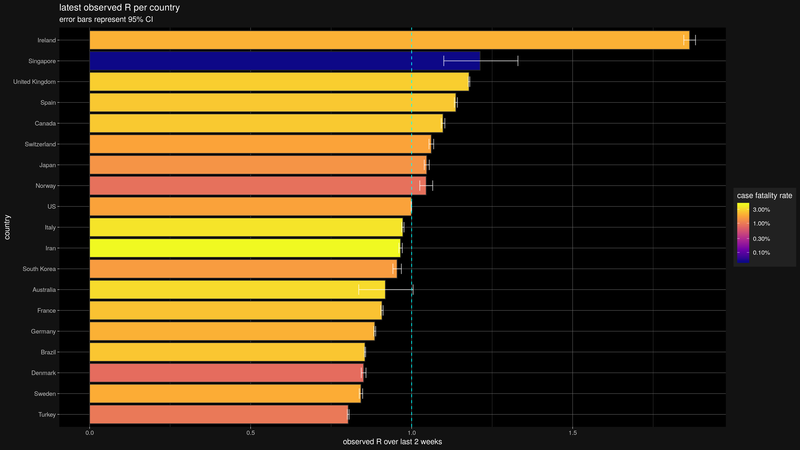 latest observed R per country
error bars represent 95% CI
Ireland
Singapore
United Kingdom
Spain
Canada
Switzerland
Japan
Norway
US
Italy
Iran
South Korea
Australia
France
Germany
Brazil
Denmark
Sweden
Turkey
country
0.0 0.5 1.0 1.5
observed R over last 2 weeks
case fatality rate
3.00%
1.00%
0.30%
0.10%